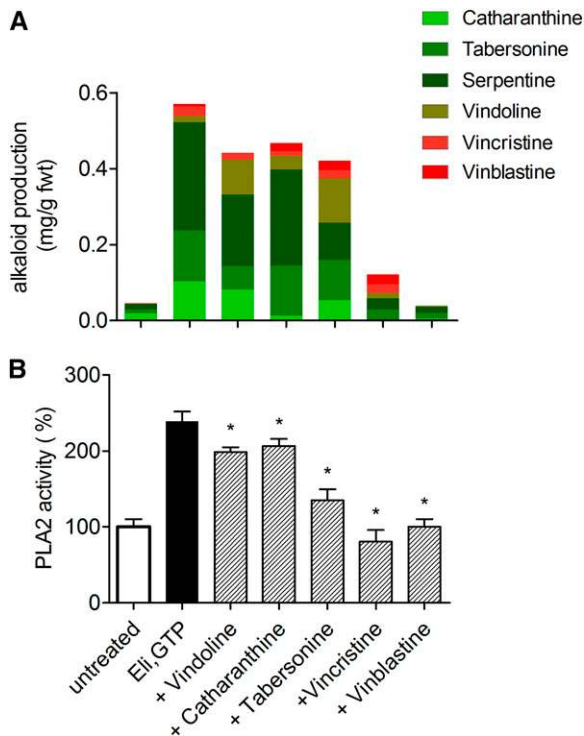 A
Catharanthine
Tabersonine
Serpentine
Vindoline
Vincristine
Vinblastine
alkaloid production
(mg/g fwt)
0.6
0.4
0.2
0.0
B
PLA2 activity ( %)
300
200
100
0
* * * * *
untreated
Eli,GTP
+ Vindoline
+ Catharanthine
+ Tabersonine
+Vincristine
+ Vinblastine